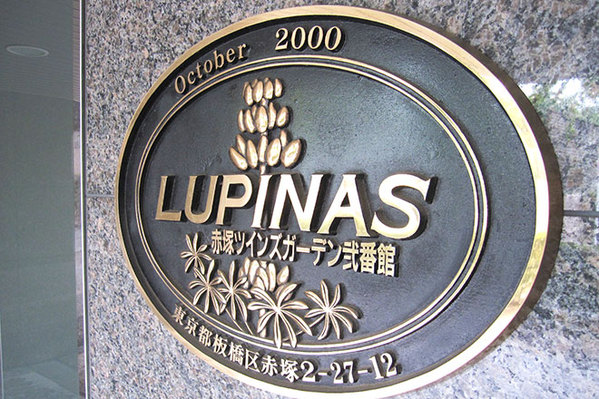 October 2000
LUPINAS
赤塚ツインズガーデン弐番館
東京都板橋区赤塚2-27-12